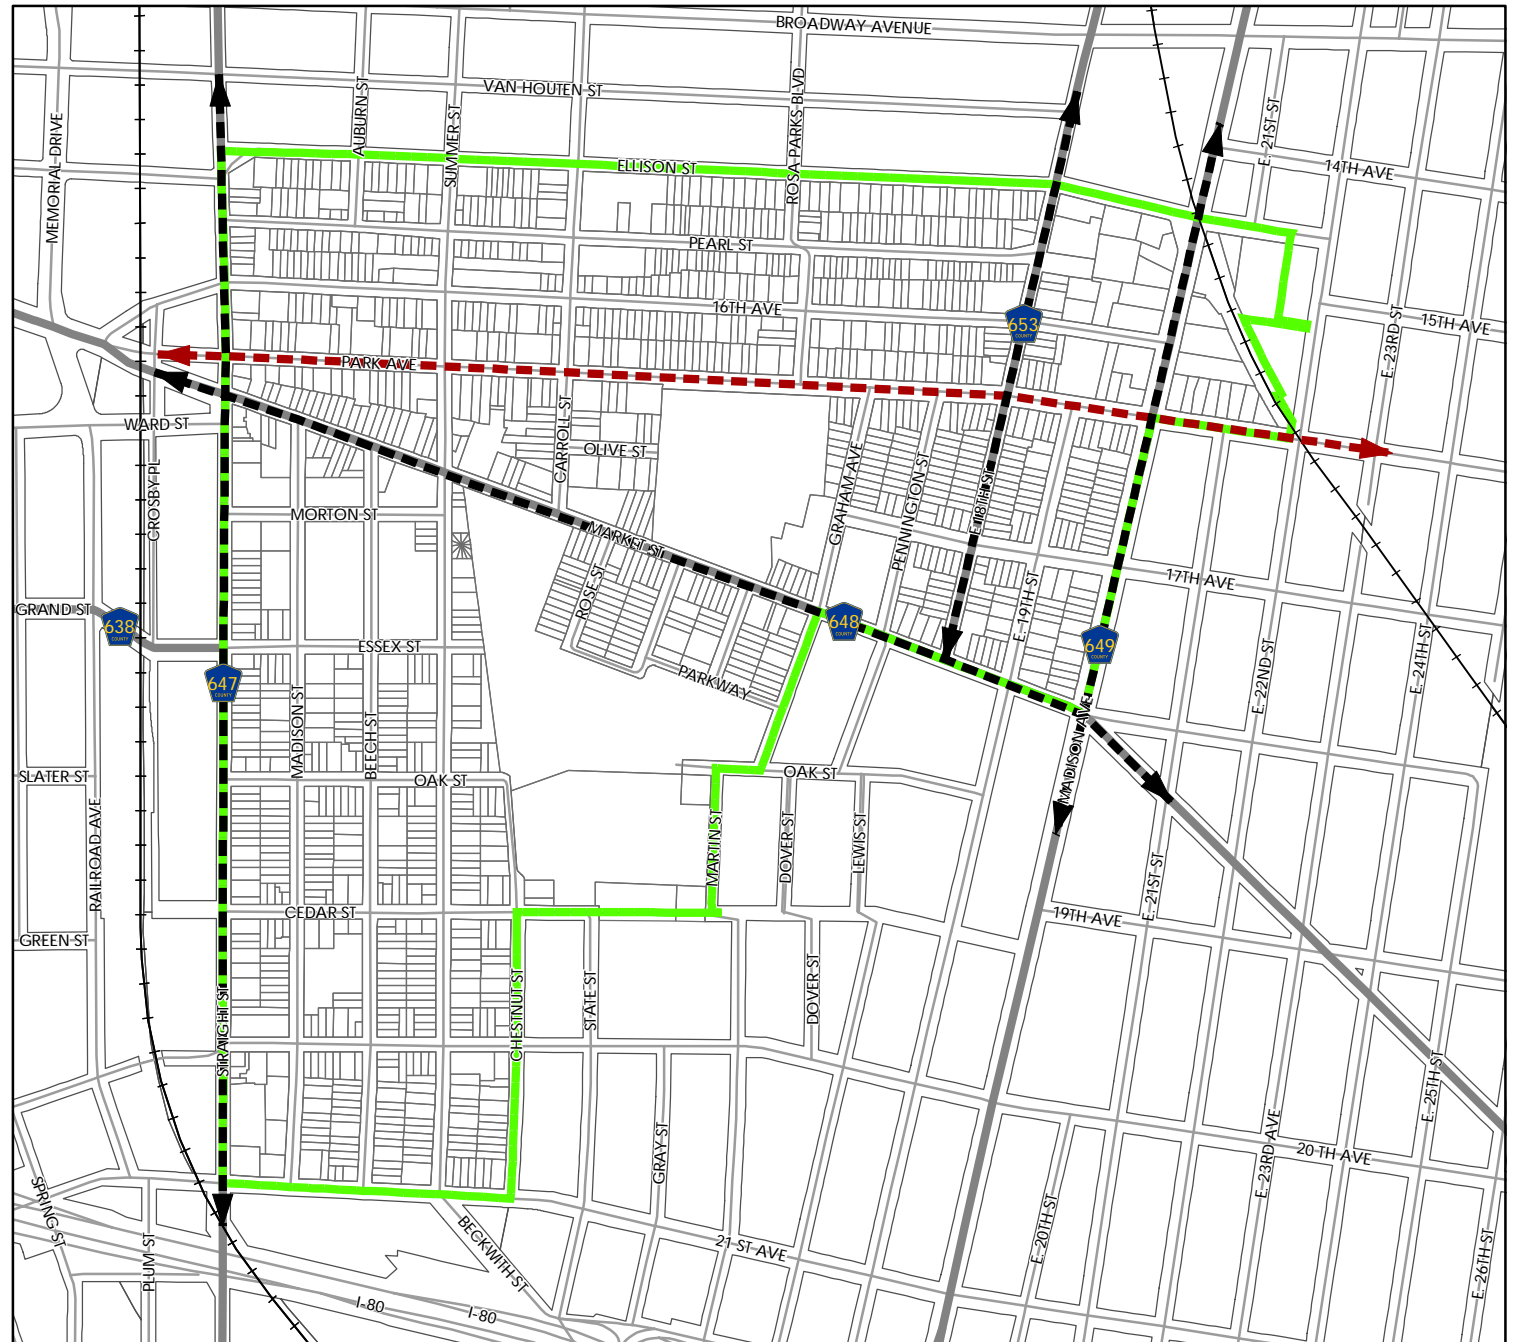 BROADWAY AVENUE
VAN HOUTEN ST
AUBURN ST
SUMMER ST
ROSA PARKS BLVD
MEMORIAL DRIVE
E. 21ST ST
14TH AVE
ELLISON ST
PEARL ST
16TH AVE
653
COUNTY
15TH AVE
E. 23RD ST
PARK AVE
WARD ST
CARROLL ST
OLIVE ST
CROSBY PL
GRAHAM AVE
PENNINGTON ST
E. 18TH ST
MORTON ST
MARKET ST
ROSE ST
17TH AVE
E. 19TH ST
GRAND ST
638
COUNTY
648
COUNTY
649
COUNTY
ESSEX ST
647
COUNTY
PARKWAY
E. 22ND ST
E. 24TH ST
MADISON ST
BEECH ST
MADISON AVE
SLATER ST
OAK ST
OAK ST
RAILROAD AVE
MARTIN ST
DOVER ST
LEWIS ST
E. 21ST ST
CEDAR ST
19TH AVE
GREEN ST
STRAIGHT ST
CHESTNUT ST
STATE ST
DOVER ST
E. 25TH ST
GRAY ST
E. 23RD AVE
20 TH AVE
SPRING ST
PLUM ST
BECKWITH ST
21 ST AVE
E. 20TH ST
E. 26TH ST
I-80
I-80